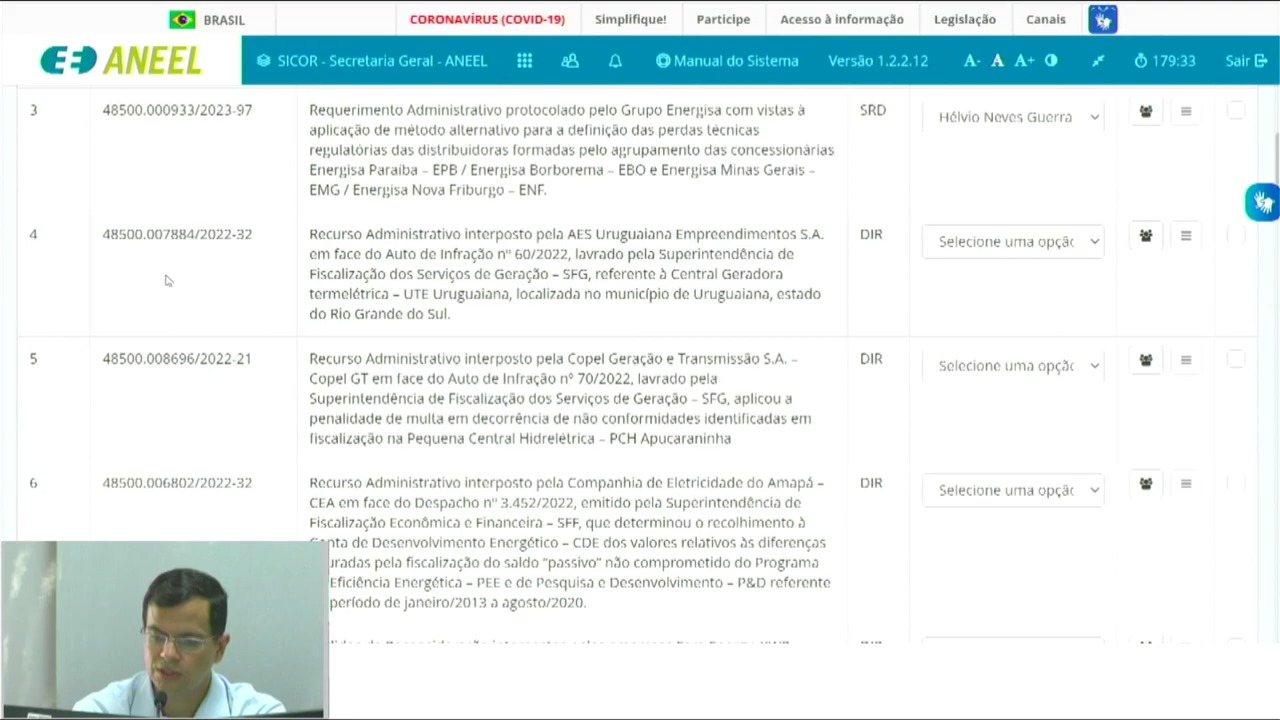 BRASIL
CORONAVÍRUS (COVID-19)
Simplifique!
Participe
Acesso à informação
Legislação
Canais
ANEEL
SICOR - Secretaria Geral - ANEEL
Manual do Sistema
Versão 1.2.2.12
A-
A
A+
179:33
Sair
3
48500.000933/2023-97
Requerimento Administrativo protocolado pelo Grupo Energisa com vistas à
aplicação de método alternativo para a definição das perdas técnicas
regulatórias das distribuidoras formadas pelo agrupamento das concessionárias
Energisa Paraíba – EPB / Energisa Borborema – EBO e Energisa Minas Gerais –
EMG / Energisa Nova Friburgo – ENF.
SRD
Hélvio Neves Guerra
4
48500.007884/2022-32
Recurso Administrativo interposto pela AES Uruguaiana Empreendimentos S.A.
em face do Auto de Infração nº 60/2022, lavrado pela Superintendência de
Fiscalização dos Serviços de Geração – SFG, referente à Central Geradora
termelétrica – UTE Uruguaiana, localizada no município de Uruguaiana, estado
do Rio Grande do Sul.
DIR
Selecione uma opçã
5
48500.008696/2022-21
Recurso Administrativo interposto pela Copel Geração e Transmissão S.A. –
Copel GT em face do Auto de Infração nº 70/2022, lavrado pela
Superintendência de Fiscalização dos Serviços de Geração – SFG, aplicou a
penalidade de multa em decorrência de não conformidades identificadas em
fiscalização na Pequena Central Hidrelétrica – PCH Apucaraninha
DIR
Selecione uma opçã
6
48500.006802/2022-32
Recurso Administrativo interposto pela Companhia de Eletricidade do Amapá –
CEA em face do Despacho nº 3.452/2022, emitido pela Superintendência de
Fiscalização Econômica e Financeira – SFF, que determinou o recolhimento à
Conta de Desenvolvimento Energético – CDE dos valores relativos às diferenças
uradas pela fiscalização do saldo "passivo" não comprometido do Programa
Eficiência Energética – PEE e de Pesquisa e Desenvolvimento – P&D referente
período de janeiro/2013 a agosto/2020.
DIR
Selecione uma opçã